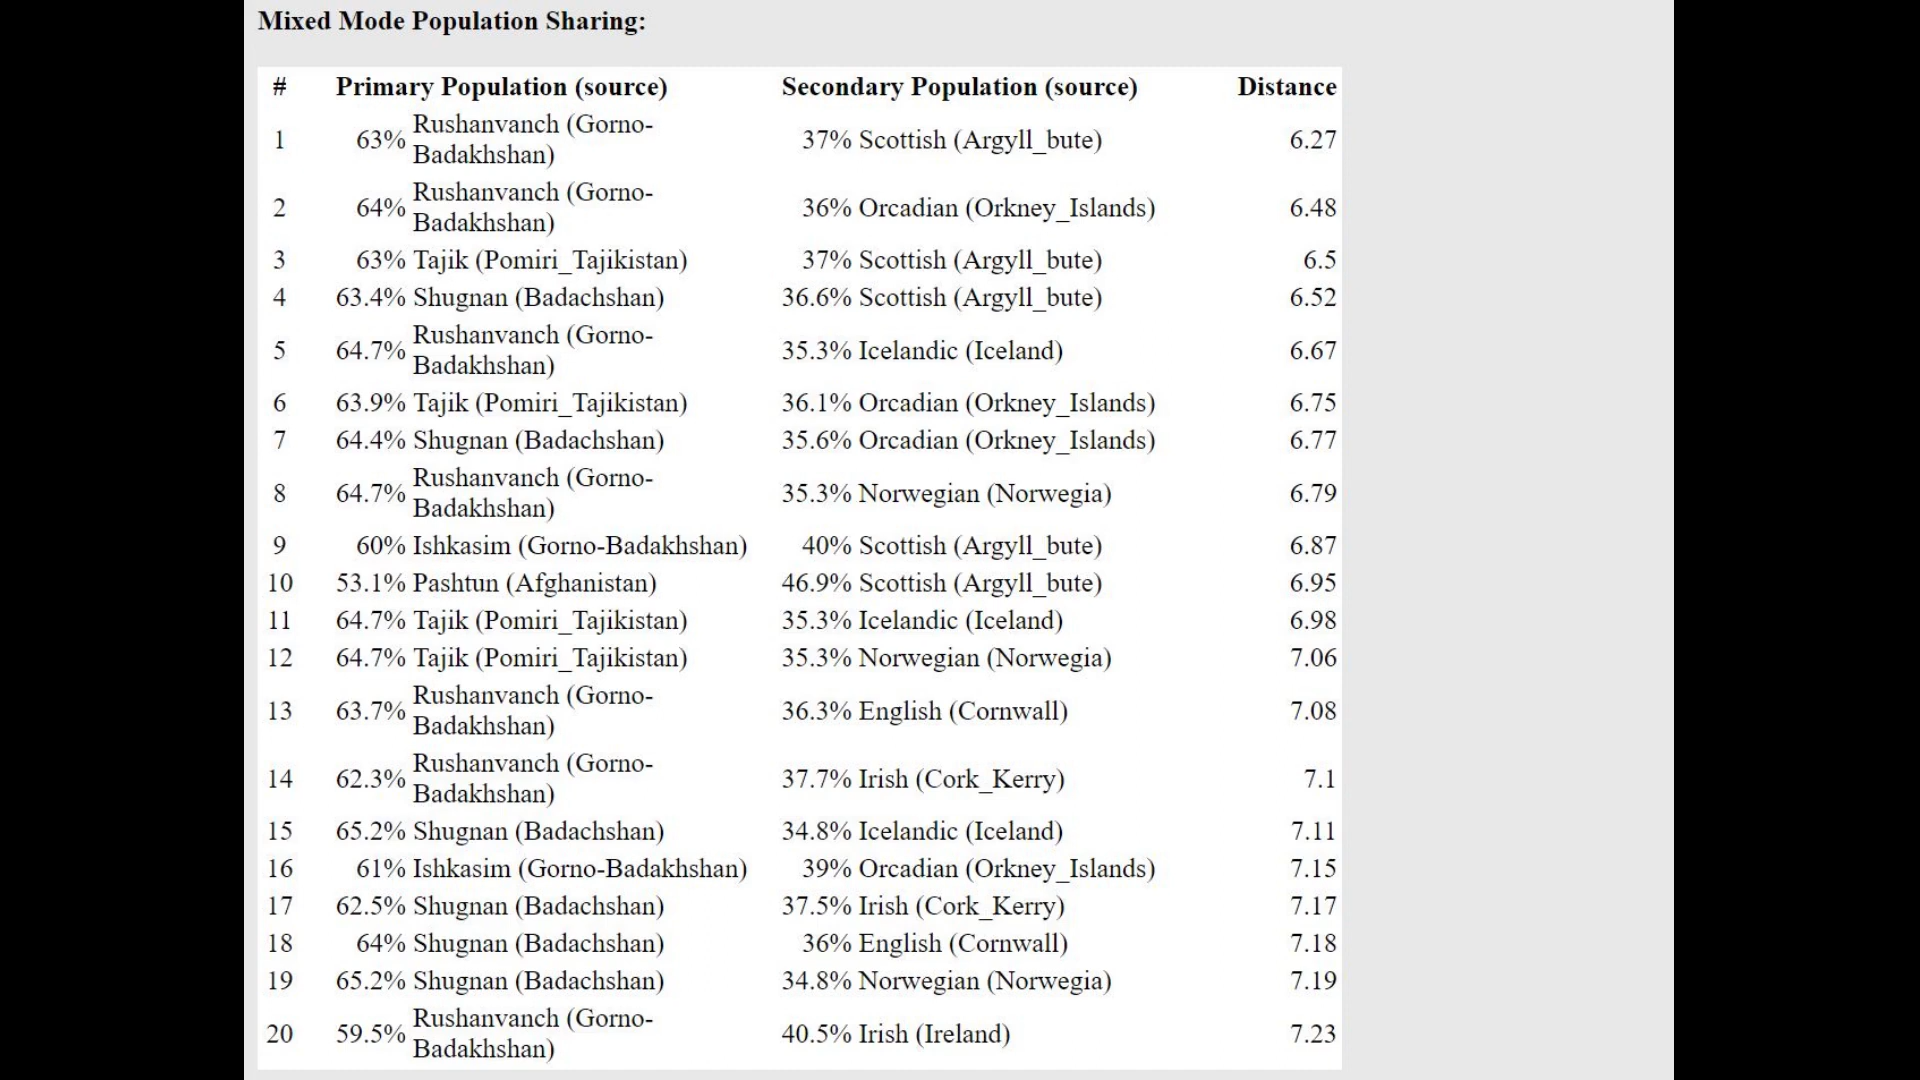 Mixed Mode Population Sharing:
# Primary Population (source) Secondary Population (source) Distance
1 63% Rushanvanch (Gorno-
Badakhshan) 37% Scottish (Argyll_bute) 6.27
2 64% Rushanvanch (Gorno-
Badakhshan) 36% Orcadian (Orkney_Islands) 6.48
3 63% Tajik (Pomiri_Tajikistan) 37% Scottish (Argyll_bute) 6.5
4 63.4% Shugnan (Badachshan) 36.6% Scottish (Argyll_bute) 6.52
5 64.7% Rushanvanch (Gorno-
Badakhshan) 35.3% Icelandic (Iceland) 6.67
6 63.9% Tajik (Pomiri_Tajikistan) 36.1% Orcadian (Orkney_Islands) 6.75
7 64.4% Shugnan (Badachshan) 35.6% Orcadian (Orkney_Islands) 6.77
8 64.7% Rushanvanch (Gorno-
Badakhshan) 35.3% Norwegian (Norwegia) 6.79
9 60% Ishkasim (Gorno-Badakhshan) 40% Scottish (Argyll_bute) 6.87
10 53.1% Pashtun (Afghanistan) 46.9% Scottish (Argyll_bute) 6.95
11 64.7% Tajik (Pomiri_Tajikistan) 35.3% Icelandic (Iceland) 6.98
12 64.7% Tajik (Pomiri_Tajikistan) 35.3% Norwegian (Norwegia) 7.06
13 63.7% Rushanvanch (Gorno-
Badakhshan) 36.3% English (Cornwall) 7.08
14 62.3% Rushanvanch (Gorno-
Badakhshan) 37.7% Irish (Cork_Kerry) 7.1
15 65.2% Shugnan (Badachshan) 34.8% Icelandic (Iceland) 7.11
16 61% Ishkasim (Gorno-Badakhshan) 39% Orcadian (Orkney_Islands) 7.15
17 62.5% Shugnan (Badachshan) 37.5% Irish (Cork_Kerry) 7.17
18 64% Shugnan (Badachshan) 36% English (Cornwall) 7.18
19 65.2% Shugnan (Badachshan) 34.8% Norwegian (Norwegia) 7.19
20 59.5% Rushanvanch (Gorno-
Badakhshan) 40.5% Irish (Ireland) 7.23